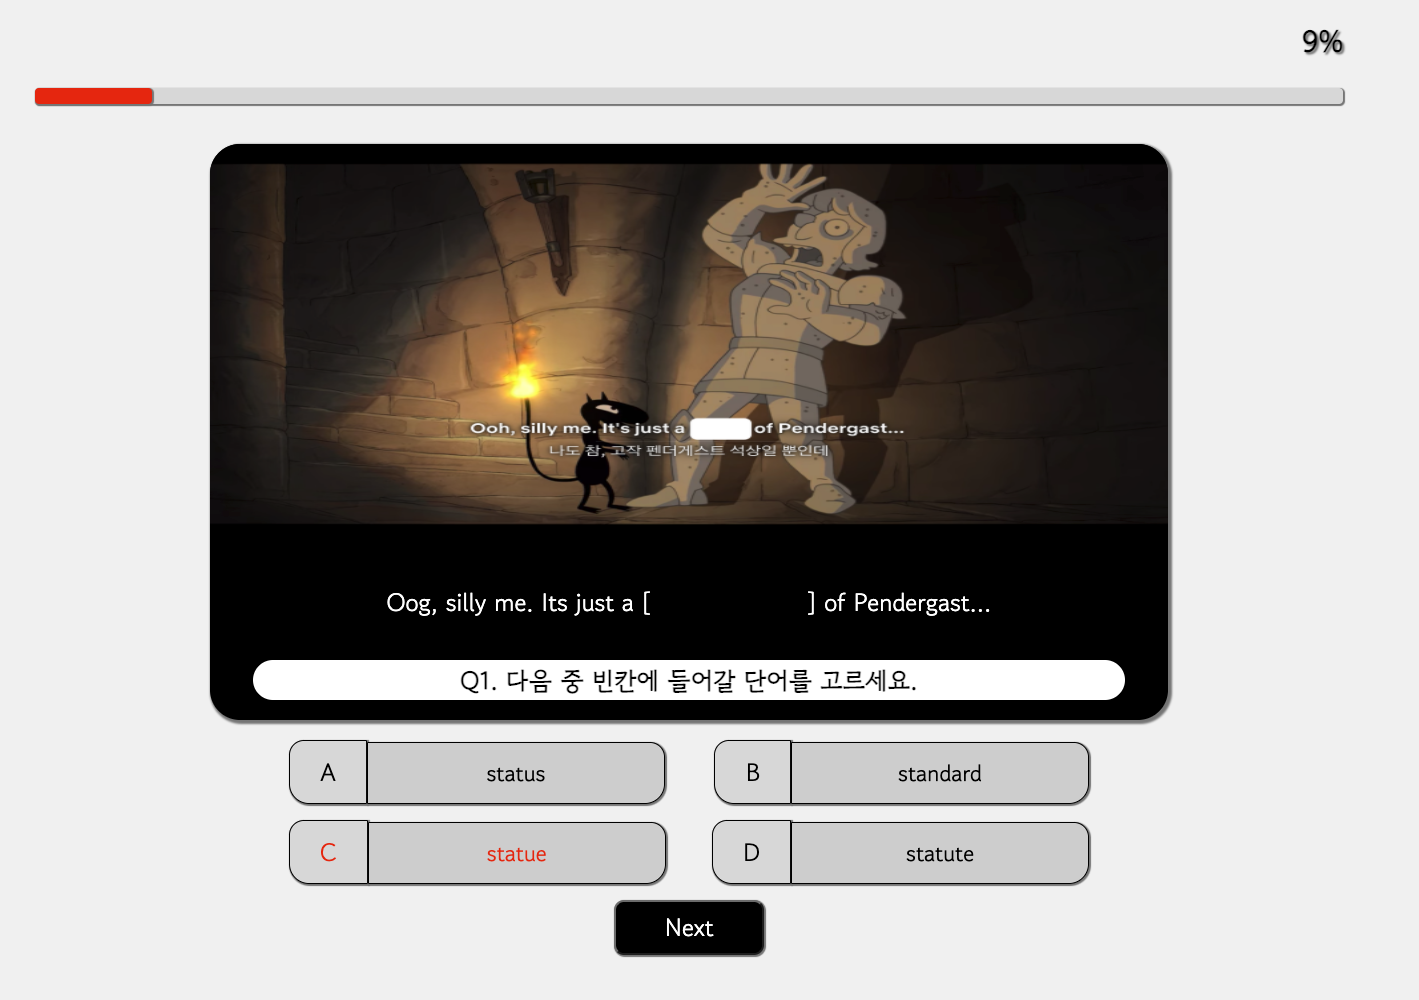 9%
Ooh, silly me. It's just a of Pendergast...
나도 참, 고작 펜더게스트 석상일 뿐인데
Oog, silly me. Its just a [ ] of Pendergast...
Q1. 다음 중 빈칸에 들어갈 단어를 고르세요.
A status
B standard
C statue
D statute
Next